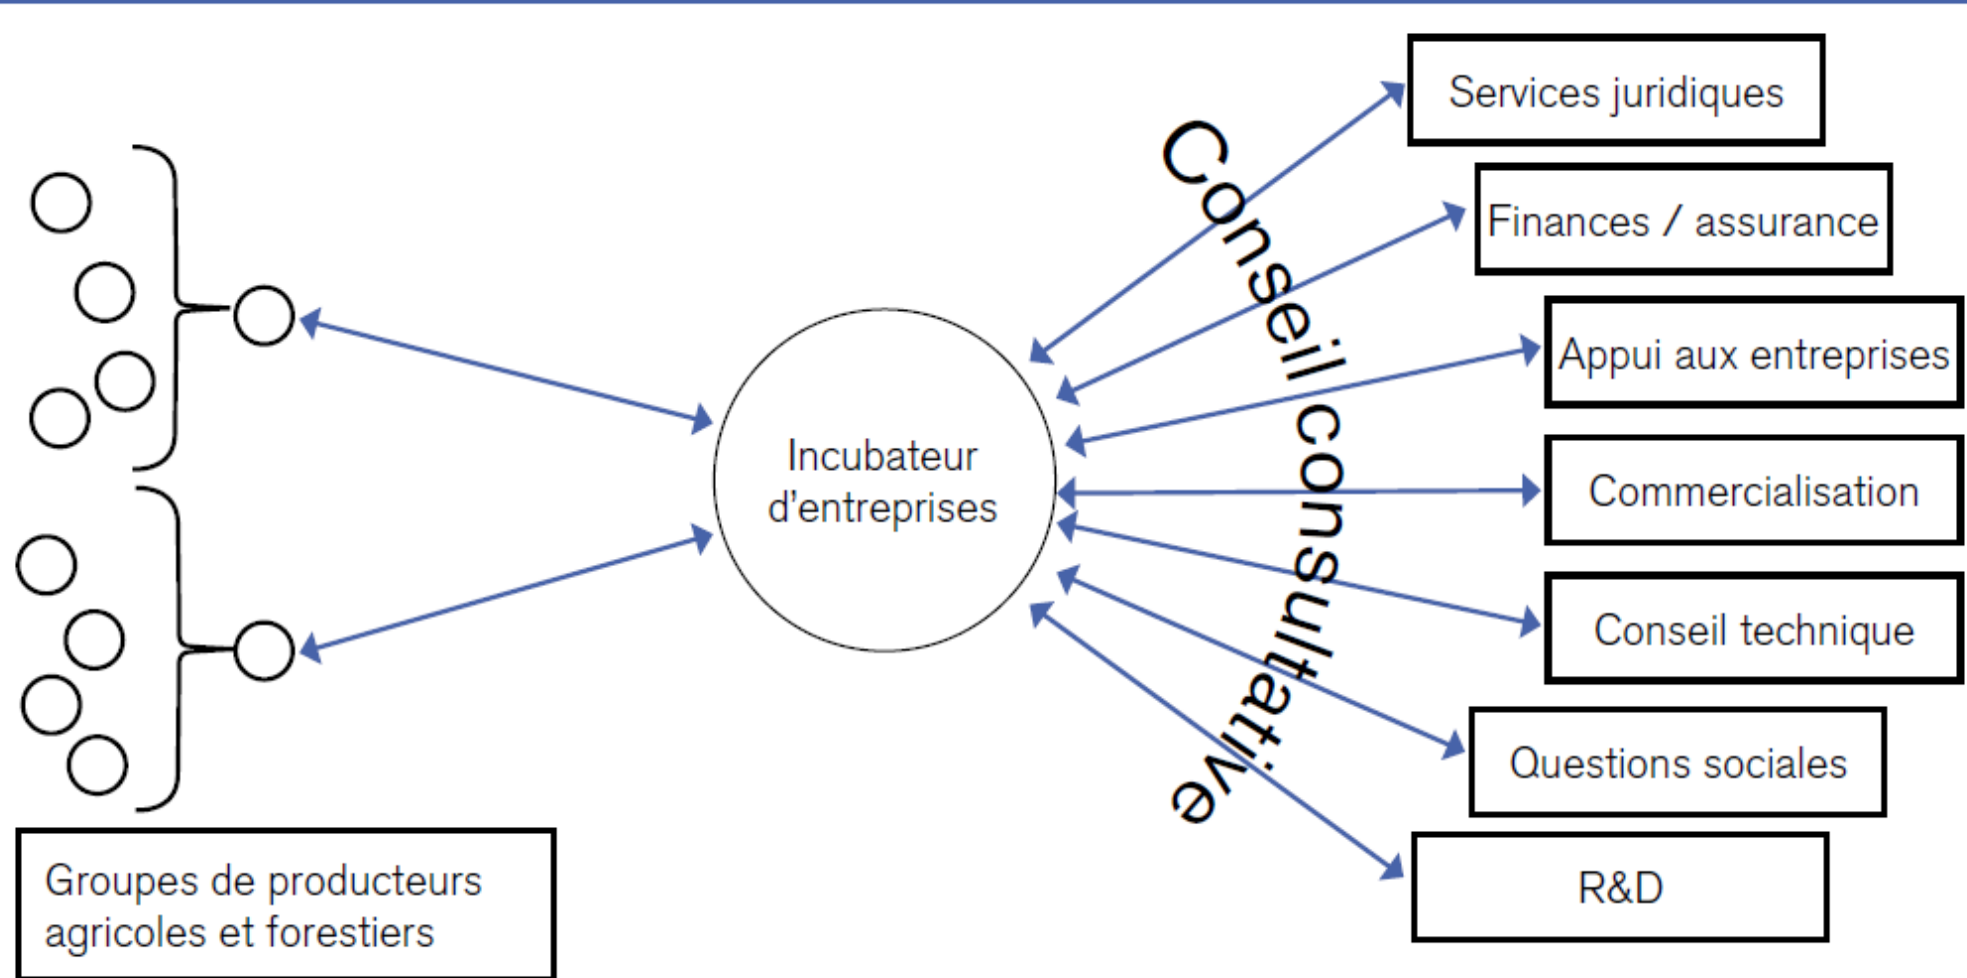 Services juridiques
Finances / assurance
Appui aux entreprises
Commercialisation
Conseil technique
Questions sociales
R&D
Conseil consultative
Incubateur
d'entreprises
Groupes de producteurs
agricoles et forestiers